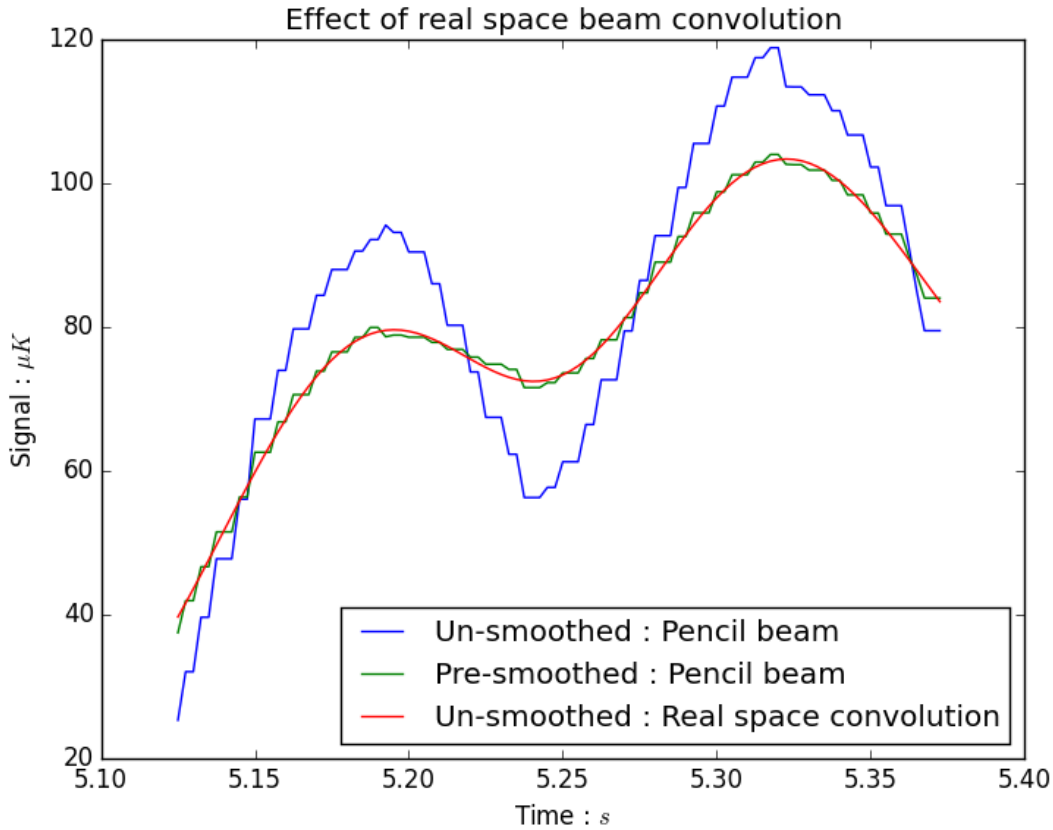 Effect of real space beam convolution
120
100
80
60
40
20
Signal : μK
Un-smoothed : Pencil beam
Pre-smoothed : Pencil beam
Un-smoothed : Real space convolution
5.10 5.15 5.20 5.25 5.30 5.35 5.40
Time : s